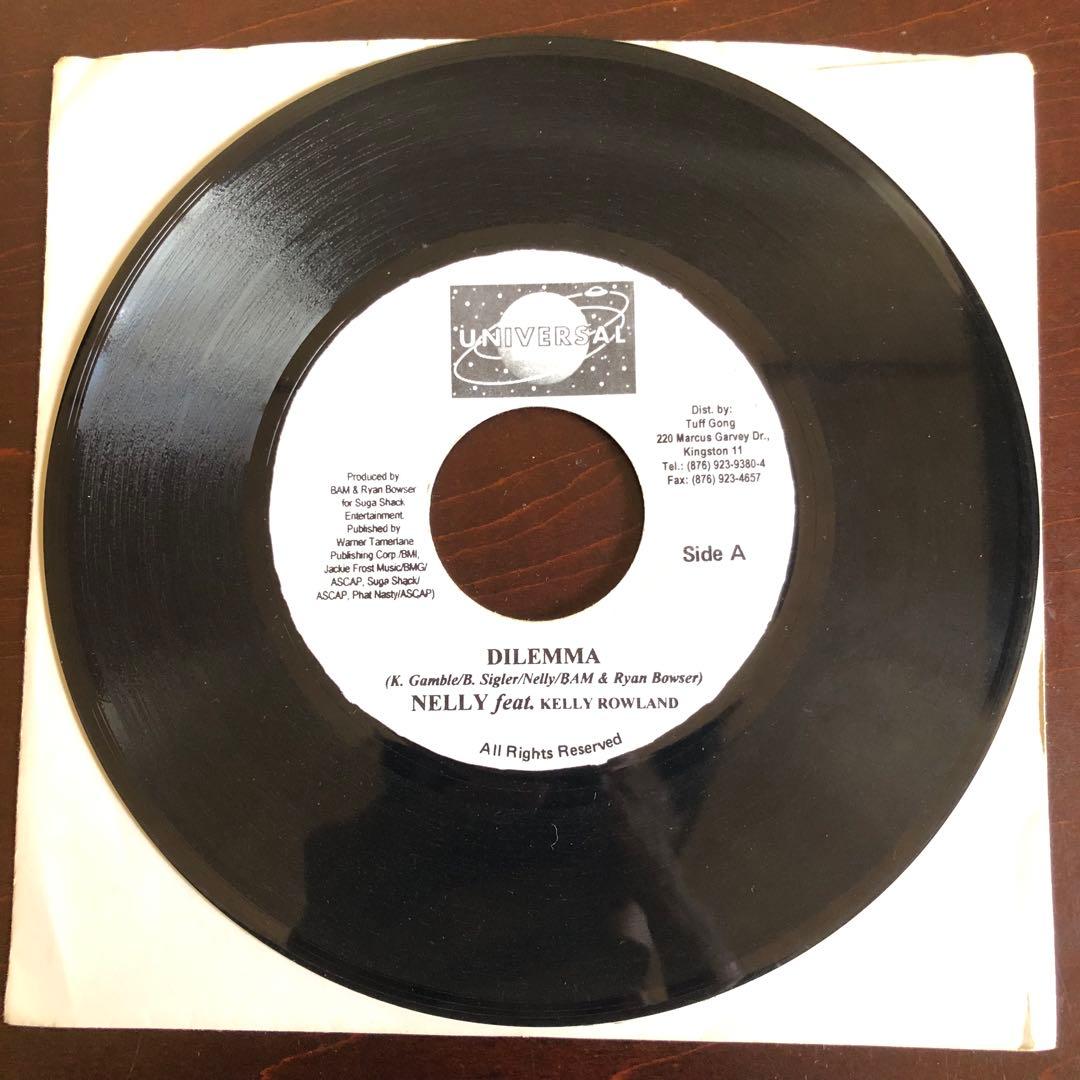 UNIVERSAL
Dist. by:
Tuff Gong
220 Marcus Garvey Dr.,
Kingston 11
Tel.: (876) 923-9380-4
Fax: (876) 923-4657
Produced by
BAM & Ryan Bowser
for Suga Shack
Entertainment.
Published by
Warner Tamerlane
Publishing Corp /BMI,
Jackie Frost Music/BMG/
ASCAP, Suga Shack/
ASCAP, Phat Nasty/ASCAP)
Side A
DILEMMA
(K. Gamble/B. Sigler/Nelly/BAM & Ryan Bowser)
NELLY feat. KELLY ROWLAND
All Rights Reserved